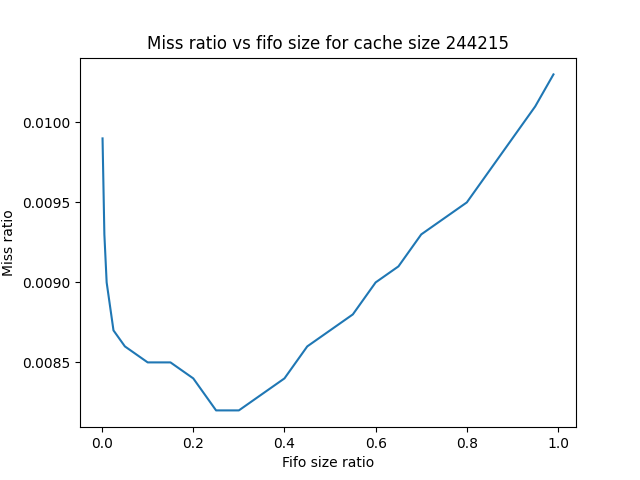 Miss ratio vs fifo size for cache size 244215
0.0100
0.0095
0.0090
0.0085
Miss ratio
0.0 0.2 0.4 0.6 0.8 1.0
Fifo size ratio